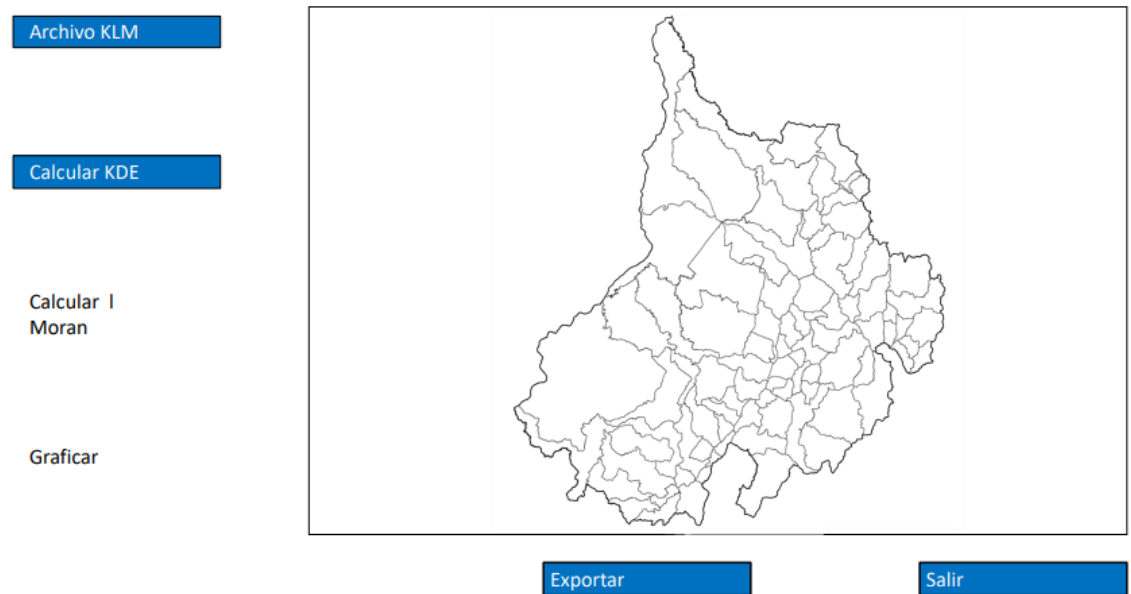 Archivo KLM
Calcular KDE
Calcular I
Moran
Graficar
Exportar
Salir